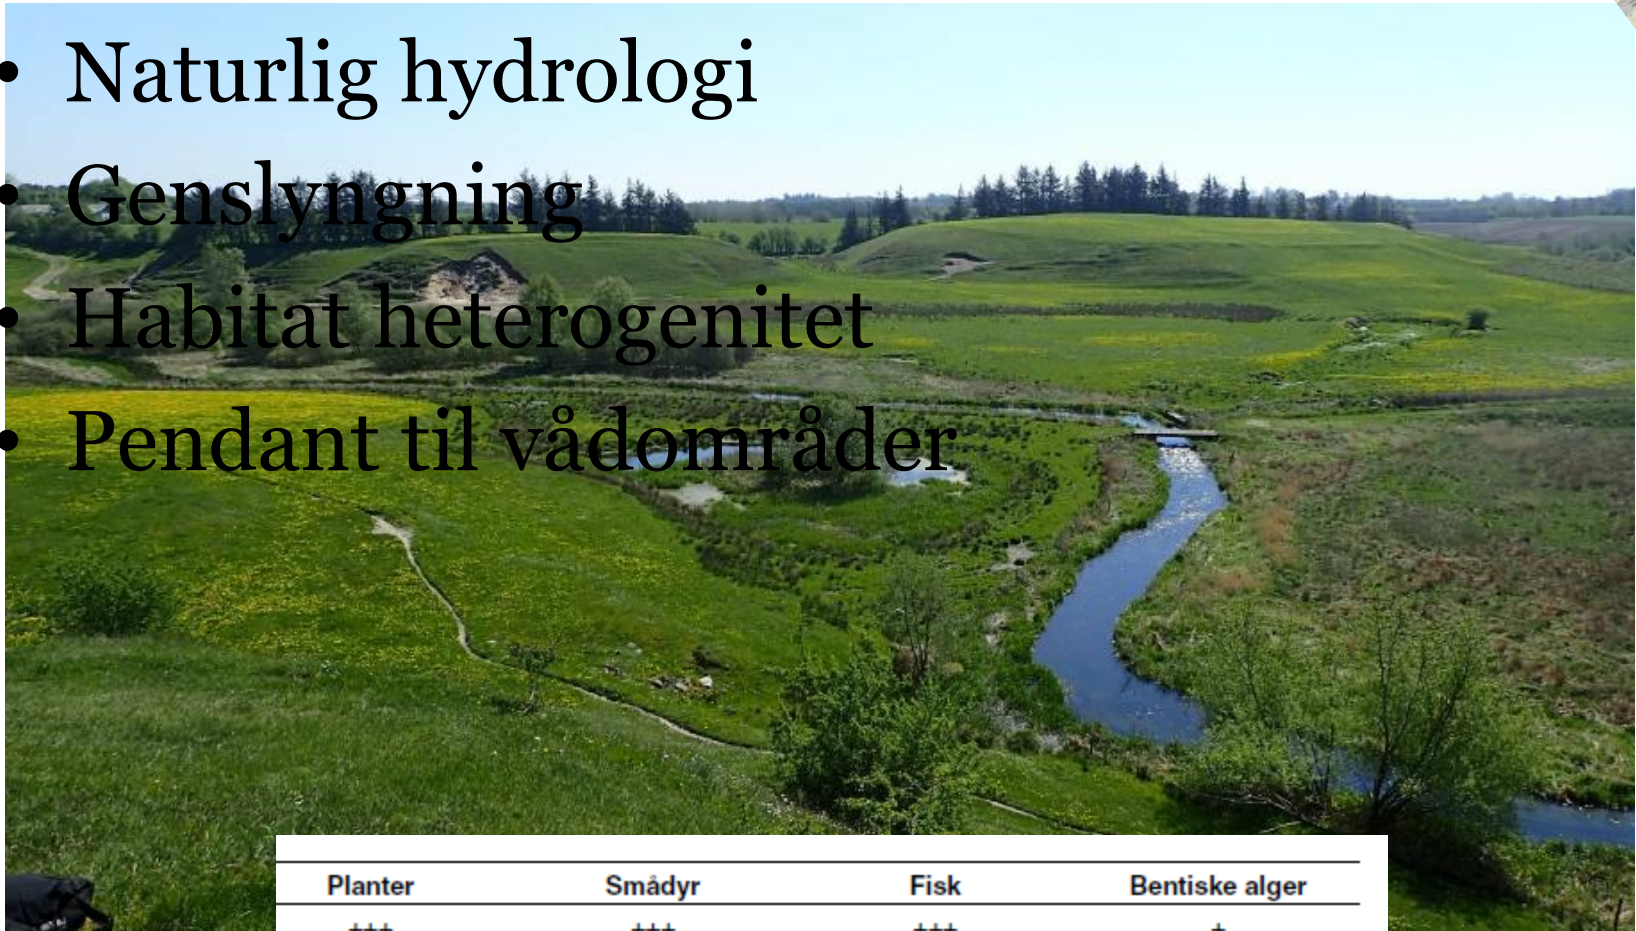 • Naturlig hydrologi
• Genslyngning
• Habitat heterogenitet
• Pendant til vådområder
Planter Smådyr Fisk Bentiske alger
+++ +++ +++ +